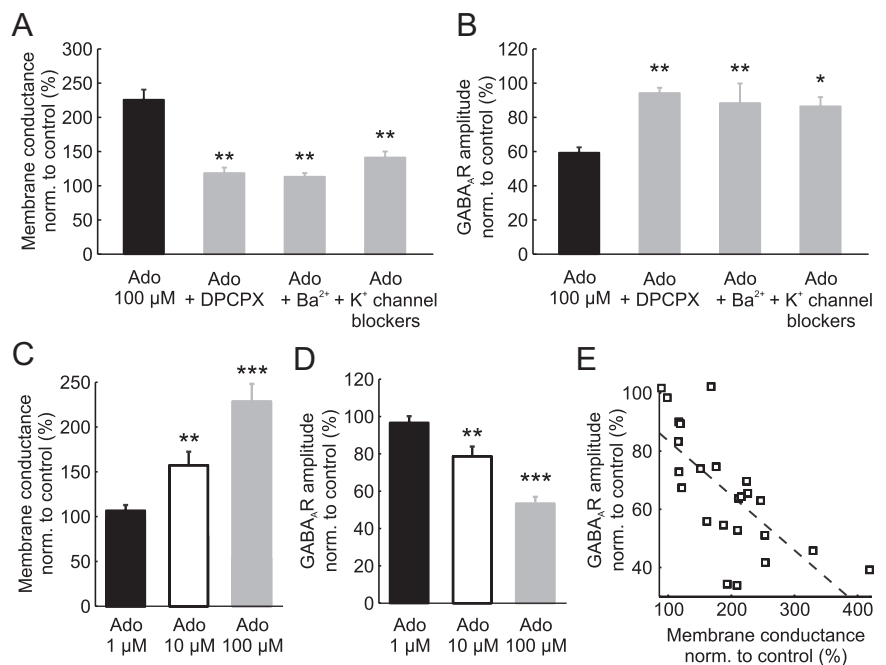 A
Membrane conductance
norm. to control (%)
300
250
200
150
100
50
0
**
**
**
Ado
100 µM
Ado
+ DPCPX
Ado
+ Ba²⁺
Ado
+ K⁺ channel
blockers
B
GABA_AR amplitude
norm. to control (%)
120
100
80
60
40
20
0
**
**
*
Ado
100 µM
Ado
+ DPCPX
Ado
+ Ba²⁺
Ado
+ K⁺ channel
blockers
C
Membrane conductance
norm. to control (%)
250
200
150
100
50
0
**
***
Ado
1 µM
Ado
10 µM
Ado
100 µM
D
GABA_AR amplitude
norm. to control (%)
120
100
80
60
40
20
0
**
***
Ado
1 µM
Ado
10 µM
Ado
100 µM
E
GABA_AR amplitude
norm. to control (%)
100
80
60
40
100
200
300
400
Membrane conductance
norm. to control (%)